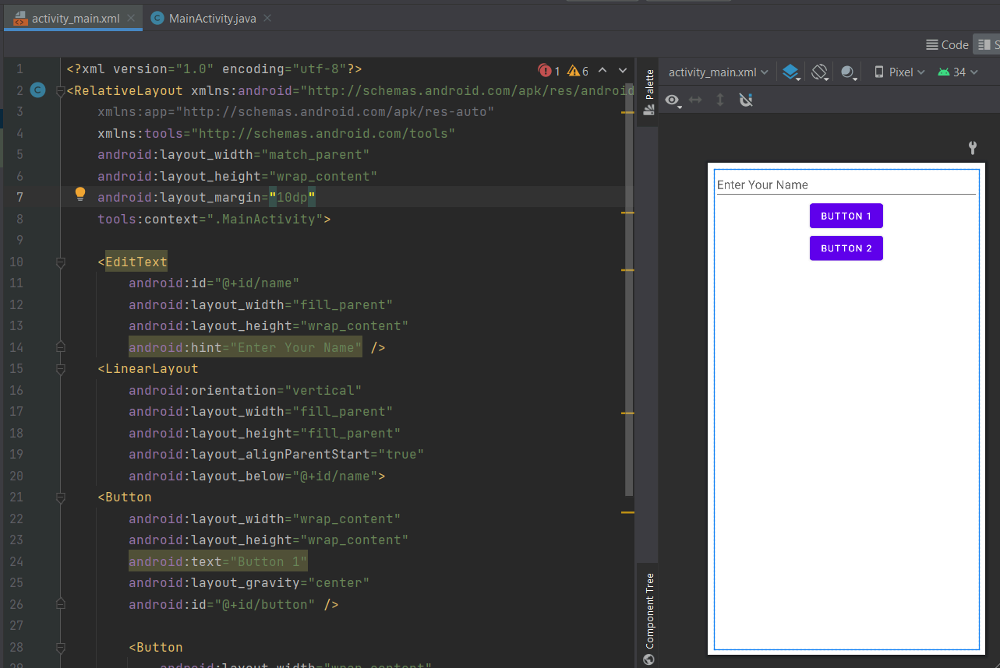 activity_main.xml
MainActivity.java
Code
1 <?xml version="1.0" encoding="utf-8"?>
1 6
2 <RelativeLayout xmlns:android="http://schemas.android.com/apk/res/android
3 xmlns:app="http://schemas.android.com/apk/res-auto"
4 xmlns:tools="http://schemas.android.com/tools"
5 android:layout_width="match_parent"
6 android:layout_height="wrap_content"
7 android:layout_margin="10dp"
8 tools:context=".MainActivity">
9
10 <EditText
11 android:id="@+id/name"
12 android:layout_width="fill_parent"
13 android:layout_height="wrap_content"
14 android:hint="Enter Your Name" />
15 <LinearLayout
16 android:orientation="vertical"
17 android:layout_width="fill_parent"
18 android:layout_height="fill_parent"
19 android:layout_alignParentStart="true"
20 android:layout_below="@+id/name">
21 <Button
22 android:layout_width="wrap_content"
23 android:layout_height="wrap_content"
24 android:text="Button 1"
25 android:layout_gravity="center"
26 android:id="@+id/button" />
27
28 <Button
29 android:layout_width="wrap_content"
Palette
Component Tree
activity_main.xml
Pixel
34
Enter Your Name
BUTTON 1
BUTTON 2